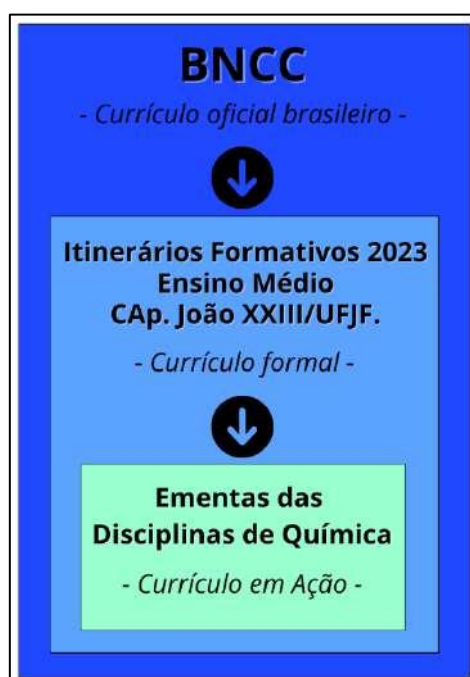 BNCC
- Currículo oficial brasileiro -
Itinerários Formativos 2023
Ensino Médio
CAp. João XXIII/UFJF.
- Currículo formal -
Ementas das
Disciplinas de Química
- Currículo em Ação -